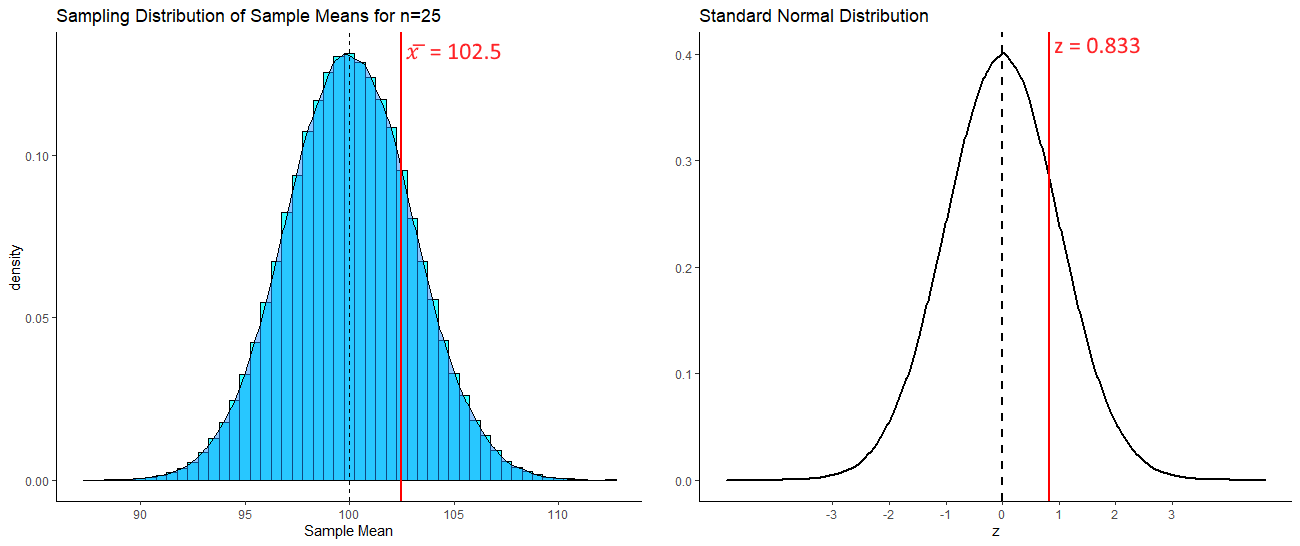 Sampling Distribution of Sample Means for n=25
x̄ = 102.5
density
0.10
0.05
0.00
90
95
100
105
110
Sample Mean
Standard Normal Distribution
z = 0.833
0.4
0.3
0.2
0.1
0.0
-3
-2
-1
0
1
2
3
z